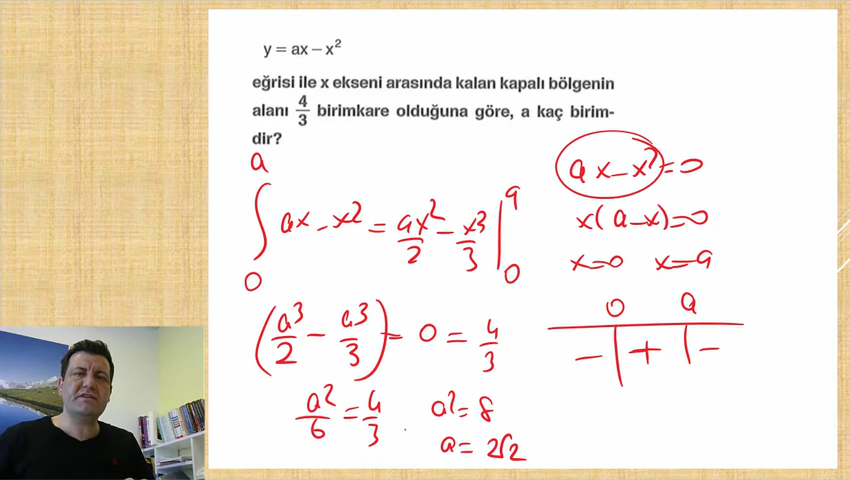 y = ax – x²
eğrisi ile x ekseni arasında kalan kapalı bölgenin
alanı 4/3 birimkare olduğuna göre, a kaç birim-
dir?
∫₀ᵃ ax – x² = ax²/2 – x³/3 |₀ᵃ
(a³/2 – a³/3) – 0 = 4/3
a²/6 = 4/3
a² = 8
a = 2√2
ax – x² = 0
x(a – x) = 0
x = 0 x = a
0 a
– + –